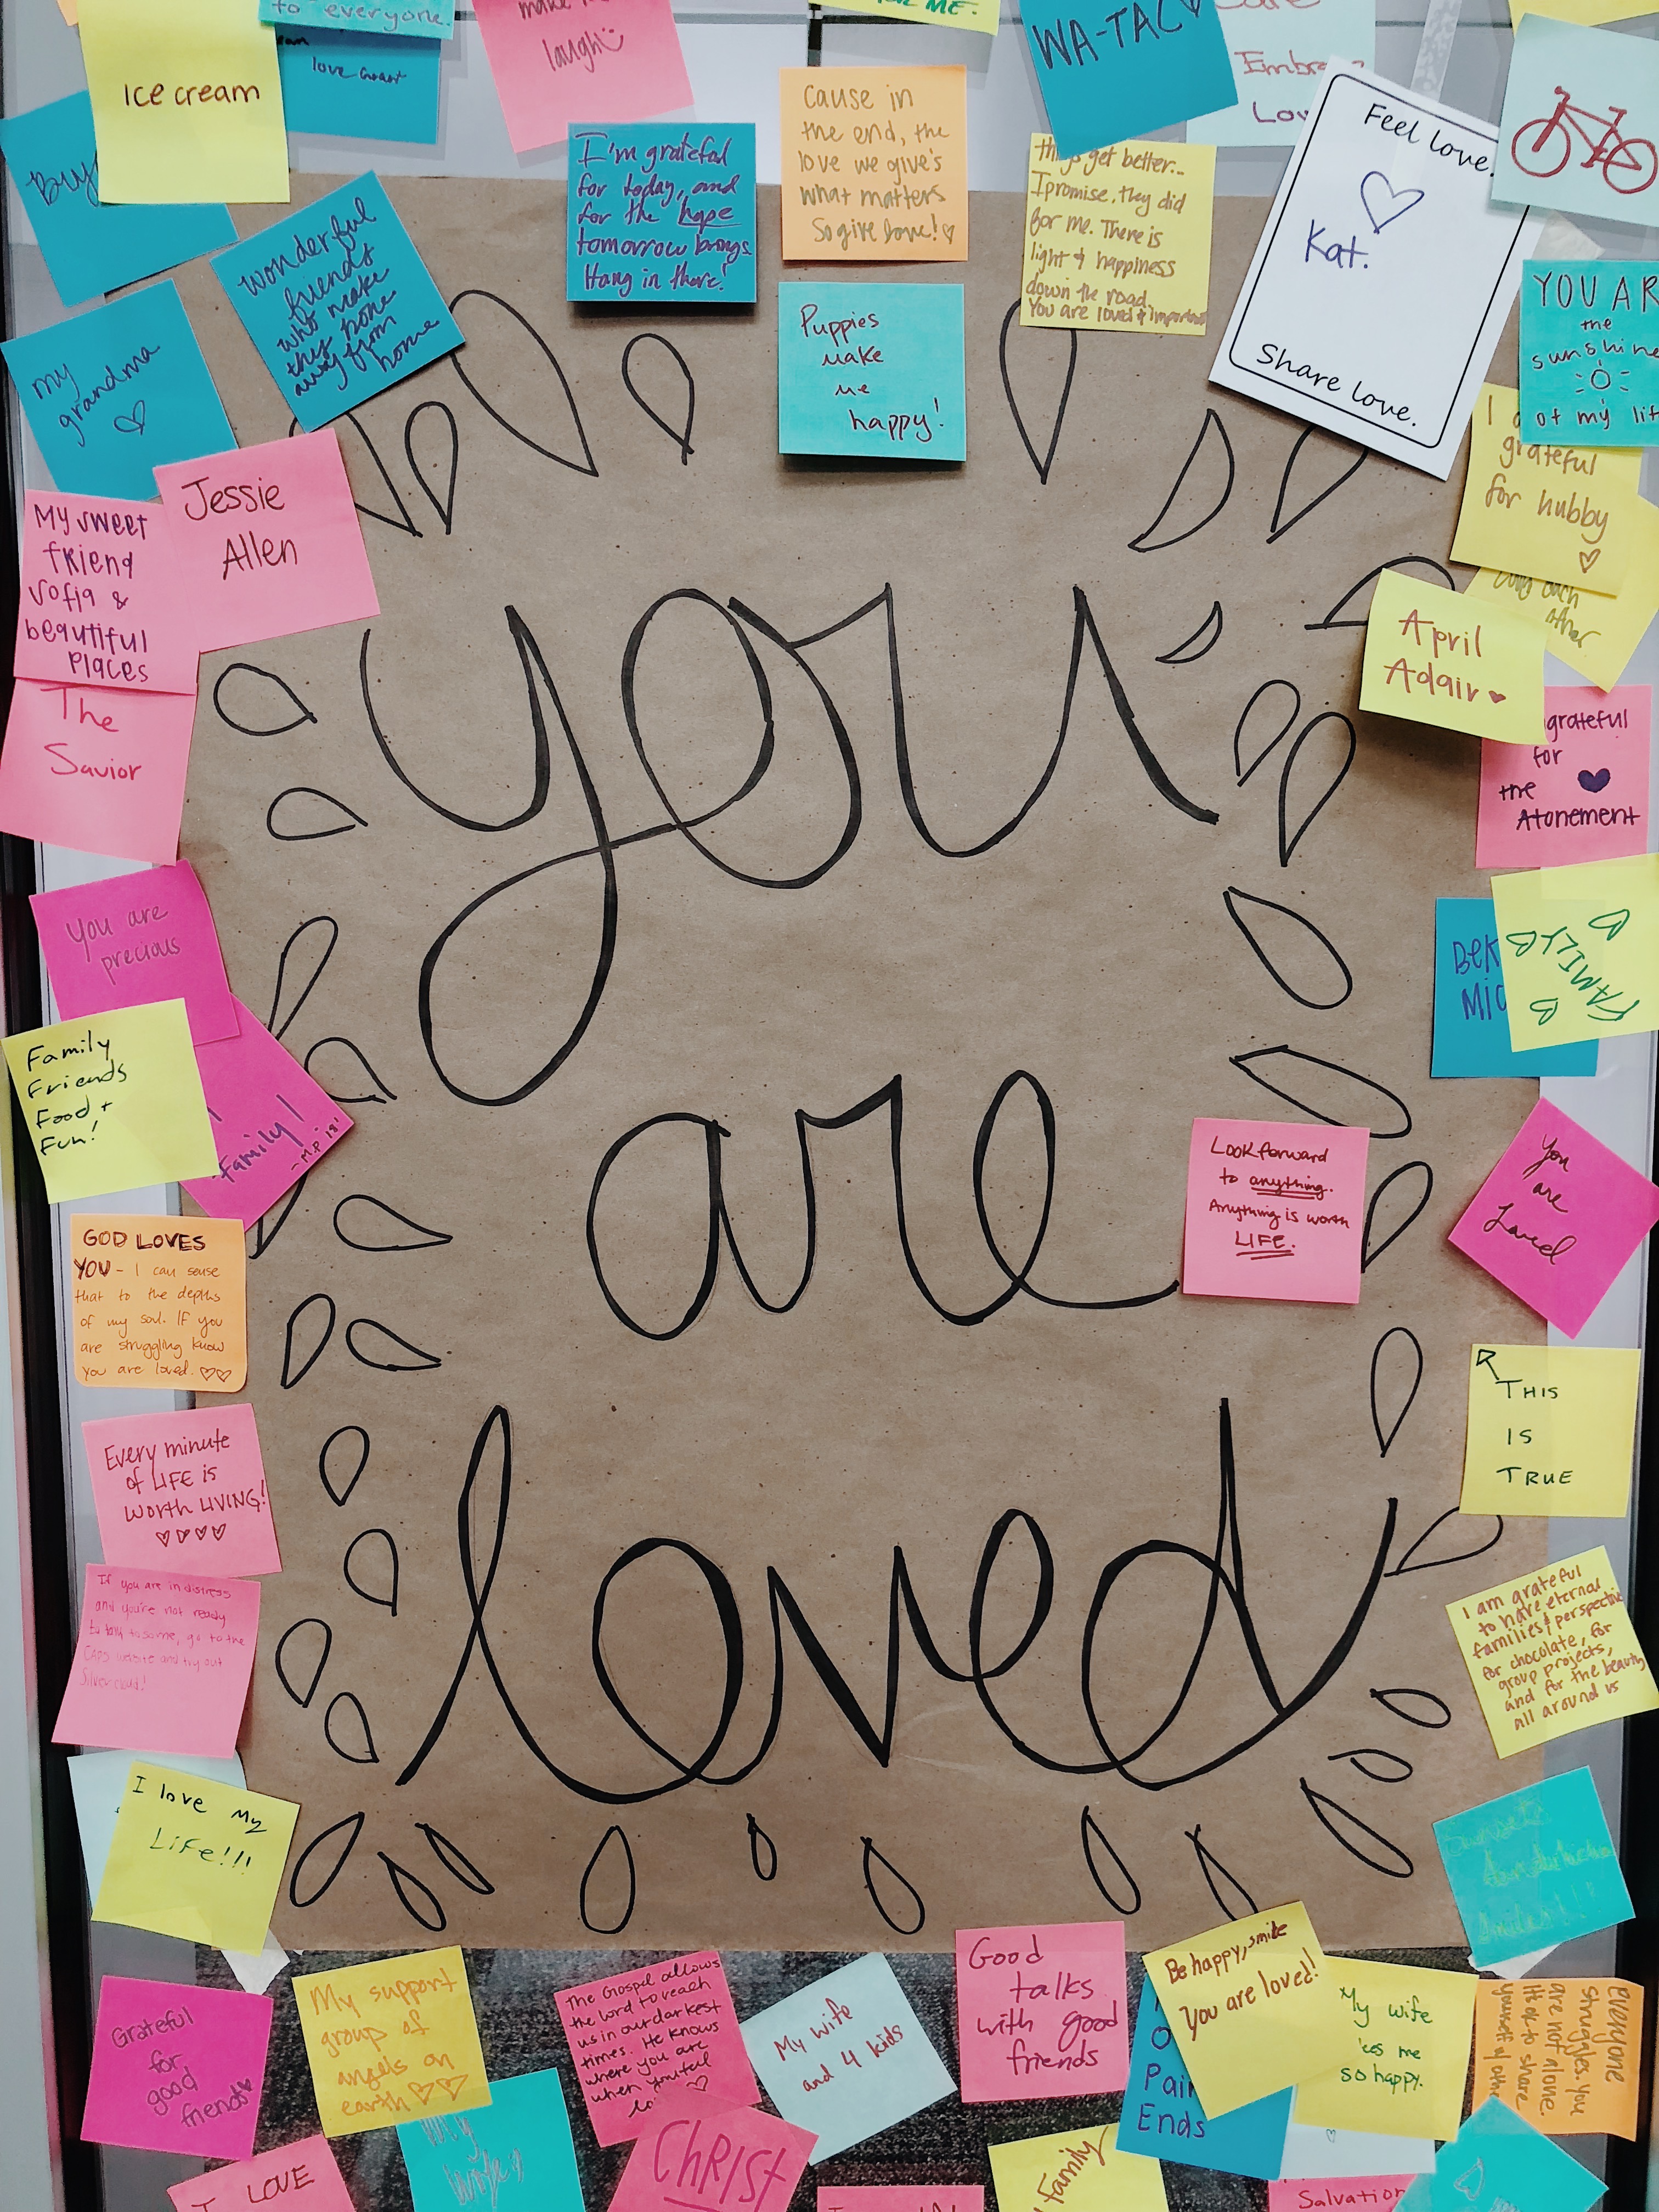 to everyone.
love Grant
Ice cream
make me
laugh
ME.
WA-TAC
Embrace
Love
Buy
wonderful
friends
who make
this home
away from
home
I'm grateful
for today, and
for the hope
tomorrow brings.
Hang in there!
Cause in
the end, the
love we give's
what matters
So give love!
things get better...
I promise. they did
for me. There is
light & happiness
down the road.
You are loved & important
Feel love.
Kat.
Share love.
Puppies
make
me
happy!
YOU AR
the
sunshine
of my lif
my
grandma
Jessie
Allen
My sweet
friend
Sofia &
beautiful
places
The
Savior
I
grateful
for hubby
each
other
April
Adair
grateful
for
the
Atonement
you
are
loved
You are
precious
Family
Friends
Food +
Fun!
family!
-M.P. '18'
BEK
MIC
FAMILY
Look forward
to anything.
Anything is worth
LIFE.
You
are
Loved
GOD LOVES
YOU - I can sense
that to the depths
of my soul. IF you
are struggling know
you are loved.
THIS
IS
TRUE
Every minute
of LIFE is
worth LIVING!
If you are in distress
and you're not ready
to talk to some, go to the
CAPS website and try out
Silvercloud!
I am grateful
to have eternal
families & perspective
for chocolate, for
group projects,
and for the beauty
all around us
I love My
LiFe!!!
Grateful
for
good
friends
My support
group of
angels on
earth
The Gospel allows
the Lord to reach
us in our darkest
times. He knows
where you are
when you feel
lo
My wife
and 4 kids
Good
talks
with good
friends
Be happy, smile
you are loved!
Pain
Ends
My wife
'ces me
so happy.
everyone
struggles. You
are not alone.
It's ok to share
yourself w/ othe
I LOVE
My
wife
CHRIST
Family
Salvation